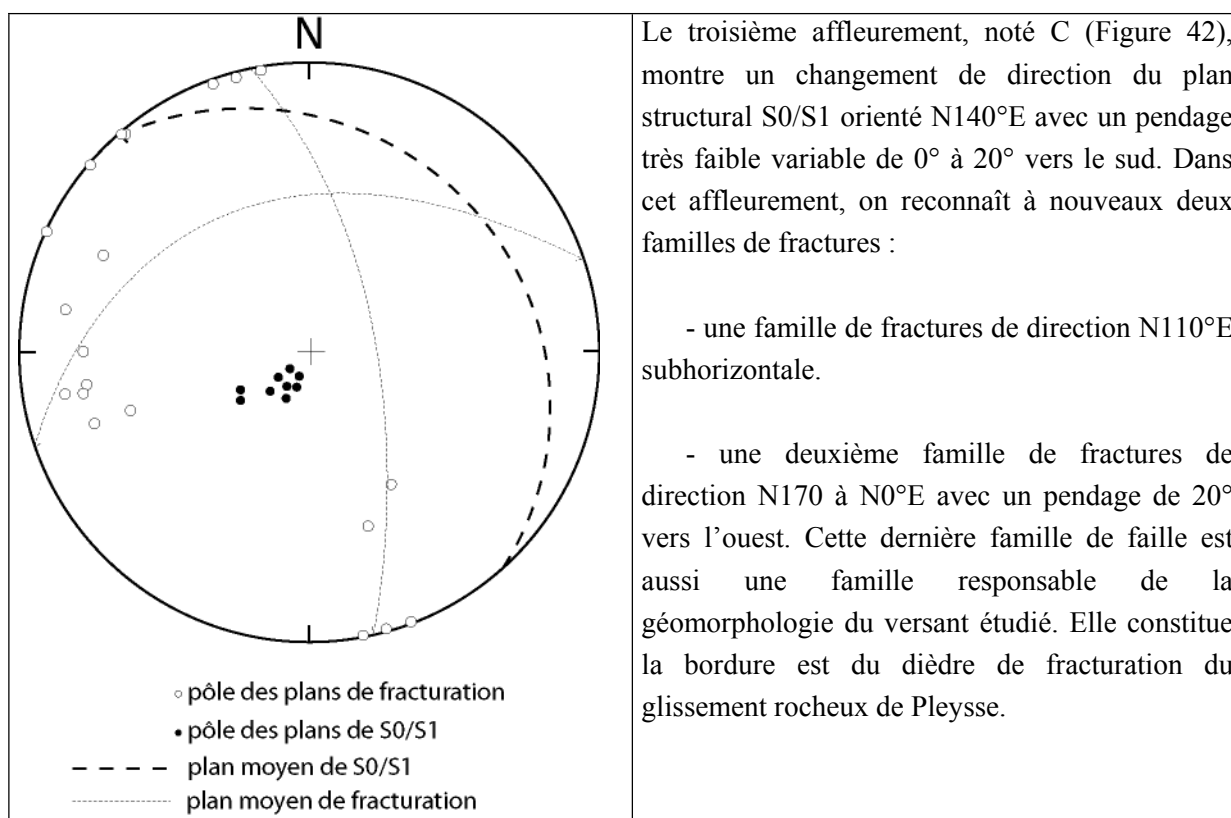 N
pôle des plans de fracturation
pôle des plans de S0/S1
plan moyen de S0/S1
plan moyen de fracturation
Le troisième affleurement, noté C (Figure 42),
montre un changement de direction du plan
structural S0/S1 orienté N140°E avec un pendage
très faible variable de 0° à 20° vers le sud. Dans
cet affleurement, on reconnaît à nouveaux deux
familles de fractures :
- une famille de fractures de direction N110°E
subhorizontale.
- une deuxième famille de fractures de
direction N170 à N0°E avec un pendage de 20°
vers l’ouest. Cette dernière famille de faille est
aussi une famille responsable de la
géomorphologie du versant étudié. Elle constitue
la bordure est du dièdre de fracturation du
glissement rocheux de Pleysse.